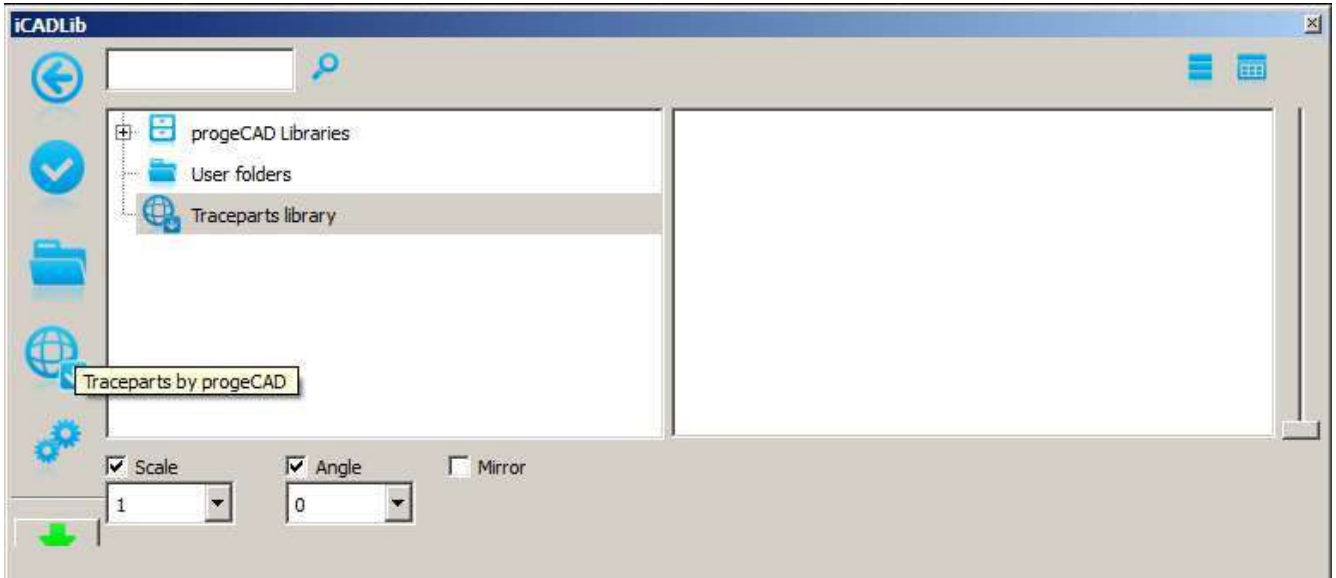 iCADLib
progeCAD Libraries
User folders
Traceparts library
Traceparts by progeCAD
Scale
Angle
Mirror
1
0